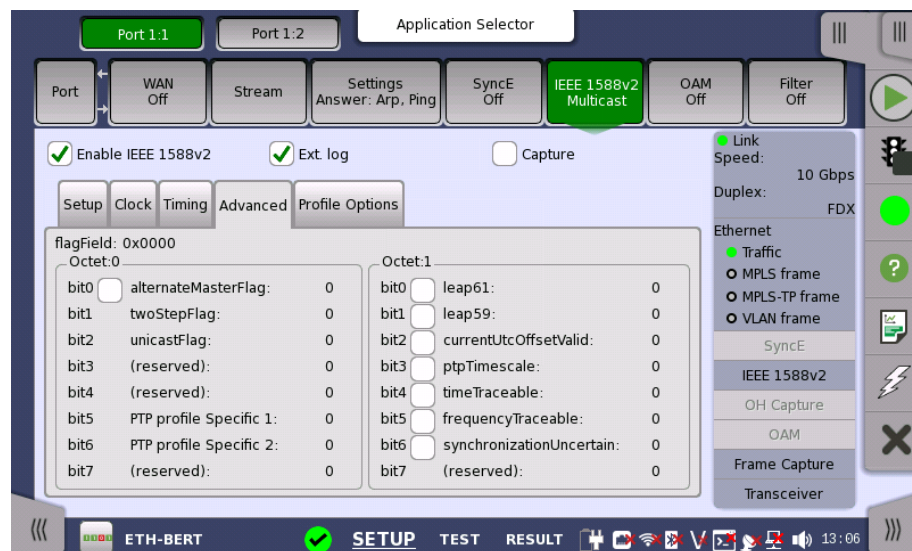 Application Selector
Port 1:1
Port 1:2
Port
WAN
Off
Stream
Settings
Answer: Arp, Ping
SyncE
Off
IEEE 1588v2
Multicast
OAM
Off
Filter
Off
Enable IEEE 1588v2
Ext. log
Capture
Setup
Clock
Timing
Advanced
Profile Options
flagField: 0x0000
Octet:0
bit0 alternateMasterFlag: 0
bit1 twoStepFlag: 0
bit2 unicastFlag: 0
bit3 (reserved): 0
bit4 (reserved): 0
bit5 PTP profile Specific 1: 0
bit6 PTP profile Specific 2: 0
bit7 (reserved): 0
Octet:1
bit0 leap61: 0
bit1 leap59: 0
bit2 currentUtcOffsetValid: 0
bit3 ptpTimescale: 0
bit4 timeTraceable: 0
bit5 frequencyTraceable: 0
bit6 synchronizationUncertain: 0
bit7 (reserved): 0
Link
Speed:
10 Gbps
Duplex:
FDX
Ethernet
Traffic
MPLS frame
MPLS-TP frame
VLAN frame
SyncE
IEEE 1588v2
OH Capture
OAM
Frame Capture
Transceiver
ETH-BERT
SETUP
TEST
RESULT
13:06